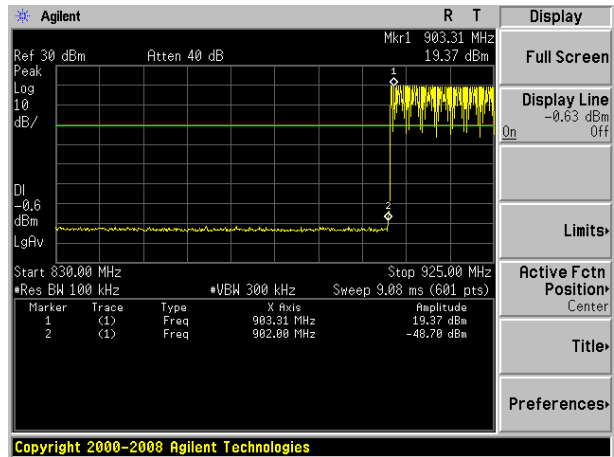 Agilent R T Display
Mkr1 903.31 MHz
Ref 30 dBm Atten 40 dB 19.37 dBm
Peak
Log
10
dB/
1
DI
-0.6
dBm
LgAv
2
Start 830.00 MHz Stop 925.00 MHz
#Res BW 100 kHz #VBW 300 kHz Sweep 9.08 ms (601 pts)
Marker Trace Type X Axis Amplitude
1 (1) Freq 903.31 MHz 19.37 dBm
2 (1) Freq 902.00 MHz -48.70 dBm
Full Screen
Display Line
-0.63 dBm
On Off
Limits
Active Fctn
Position
Center
Title
Preferences
Copyright 2000-2008 Agilent Technologies